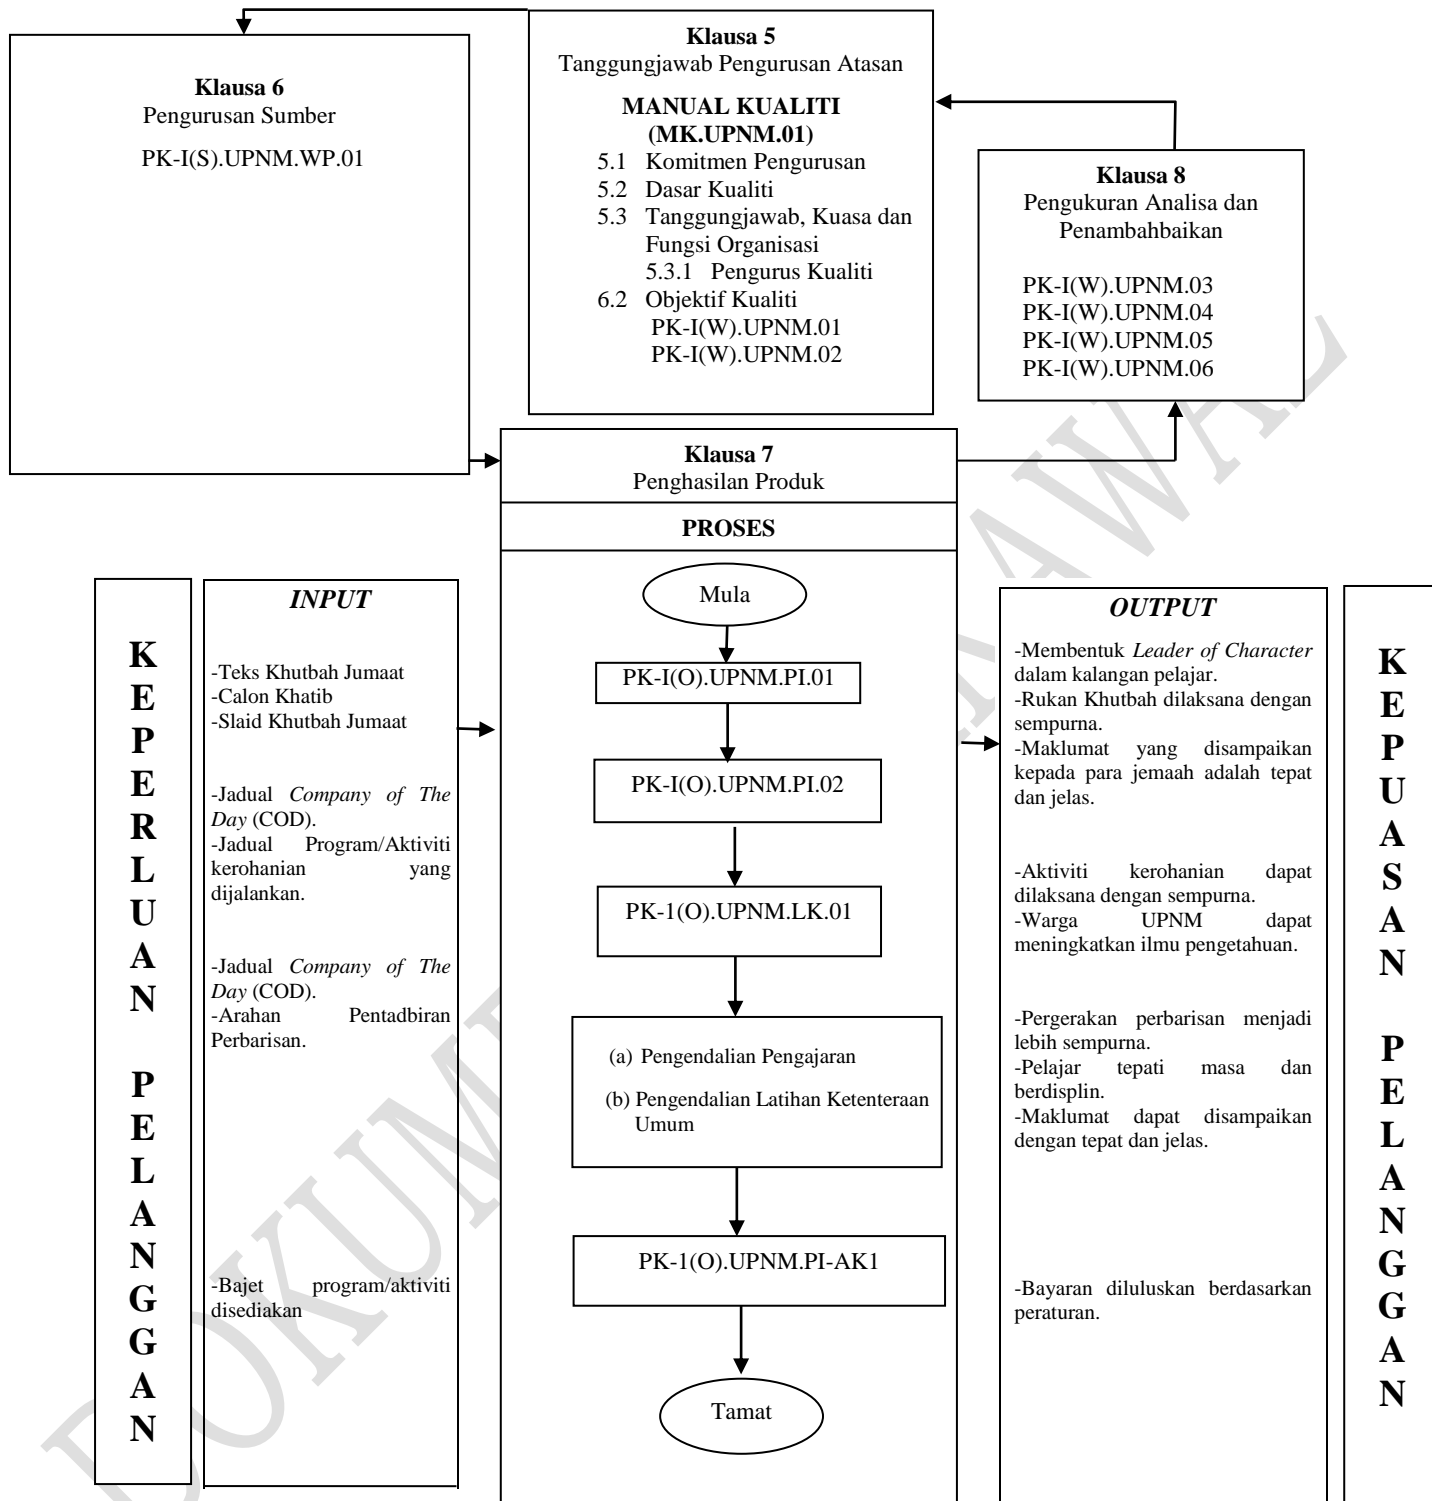 Klausa 6
Pengurusan Sumber
PK-I(S).UPNM.WP.01
Klausa 5
Tanggungjawab Pengurusan Atasan
MANUAL KUALITI
(MK.UPNM.01)
5.1 Komitmen Pengurusan
5.2 Dasar Kualiti
5.3 Tanggungjawab, Kuasa dan
Fungsi Organisasi
5.3.1 Pengurus Kualiti
6.2 Objektif Kualiti
PK-I(W).UPNM.01
PK-I(W).UPNM.02
Klausa 8
Pengukuran Analisa dan
Penambahbaikan
PK-I(W).UPNM.03
PK-I(W).UPNM.04
PK-I(W).UPNM.05
PK-I(W).UPNM.06
Klausa 7
Penghasilan Produk
PROSES
KEPERLUAN PELANGGAN
INPUT
-Teks Khutbah Jumaat
-Calon Khatib
-Slaid Khutbah Jumaat
-Jadual Company of The
Day (COD).
-Jadual Program/Aktiviti
kerohanian yang
dijalankan.
-Jadual Company of The
Day (COD).
-Arahan Pentadbiran
Perbarisan.
-Bajet program/aktiviti
disediakan
Mula
PK-I(O).UPNM.PI.01
PK-I(O).UPNM.PI.02
PK-1(O).UPNM.LK.01
(a) Pengendalian Pengajaran
(b) Pengendalian Latihan Ketenteraan
Umum
PK-1(O).UPNM.PI-AK1
Tamat
OUTPUT
-Membentuk Leader of Character
dalam kalangan pelajar.
-Rukan Khutbah dilaksana dengan
sempurna.
-Maklumat yang disampaikan
kepada para jemaah adalah tepat
dan jelas.
-Aktiviti kerohanian dapat
dilaksana dengan sempurna.
-Warga UPNM dapat
meningkatkan ilmu pengetahuan.
-Pergerakan perbarisan menjadi
lebih sempurna.
-Pelajar tepati masa dan
berdisplin.
-Maklumat dapat disampaikan
dengan tepat dan jelas.
-Bayaran diluluskan berdasarkan
peraturan.
KEPUASAN PELANGGAN